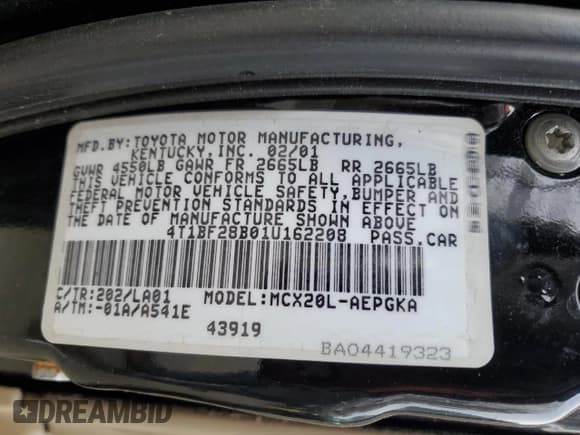 MFD.BY:TOYOTA MOTOR MANUFACTURING,
KENTUCKY,INC. 02/01
GVWR 4550LB GAWR FR 2665LB RR 2665LB
THIS VEHICLE CONFORMS TO ALL APPLICABLE
FEDERAL MOTOR VEHICLE SAFETY,BUMPER AND
THEFT PREVENTION STANDARDS IN EFFECT ON
THE DATE OF MANUFACTURE SHOWN ABOVE
4T1BF28B01U162208 PASS.CAR
C/TR:202/LA01 MODEL:MCX20L-AEPGKA
A/TM:-01A/A541E
43919
BA04419323
DREAMBID